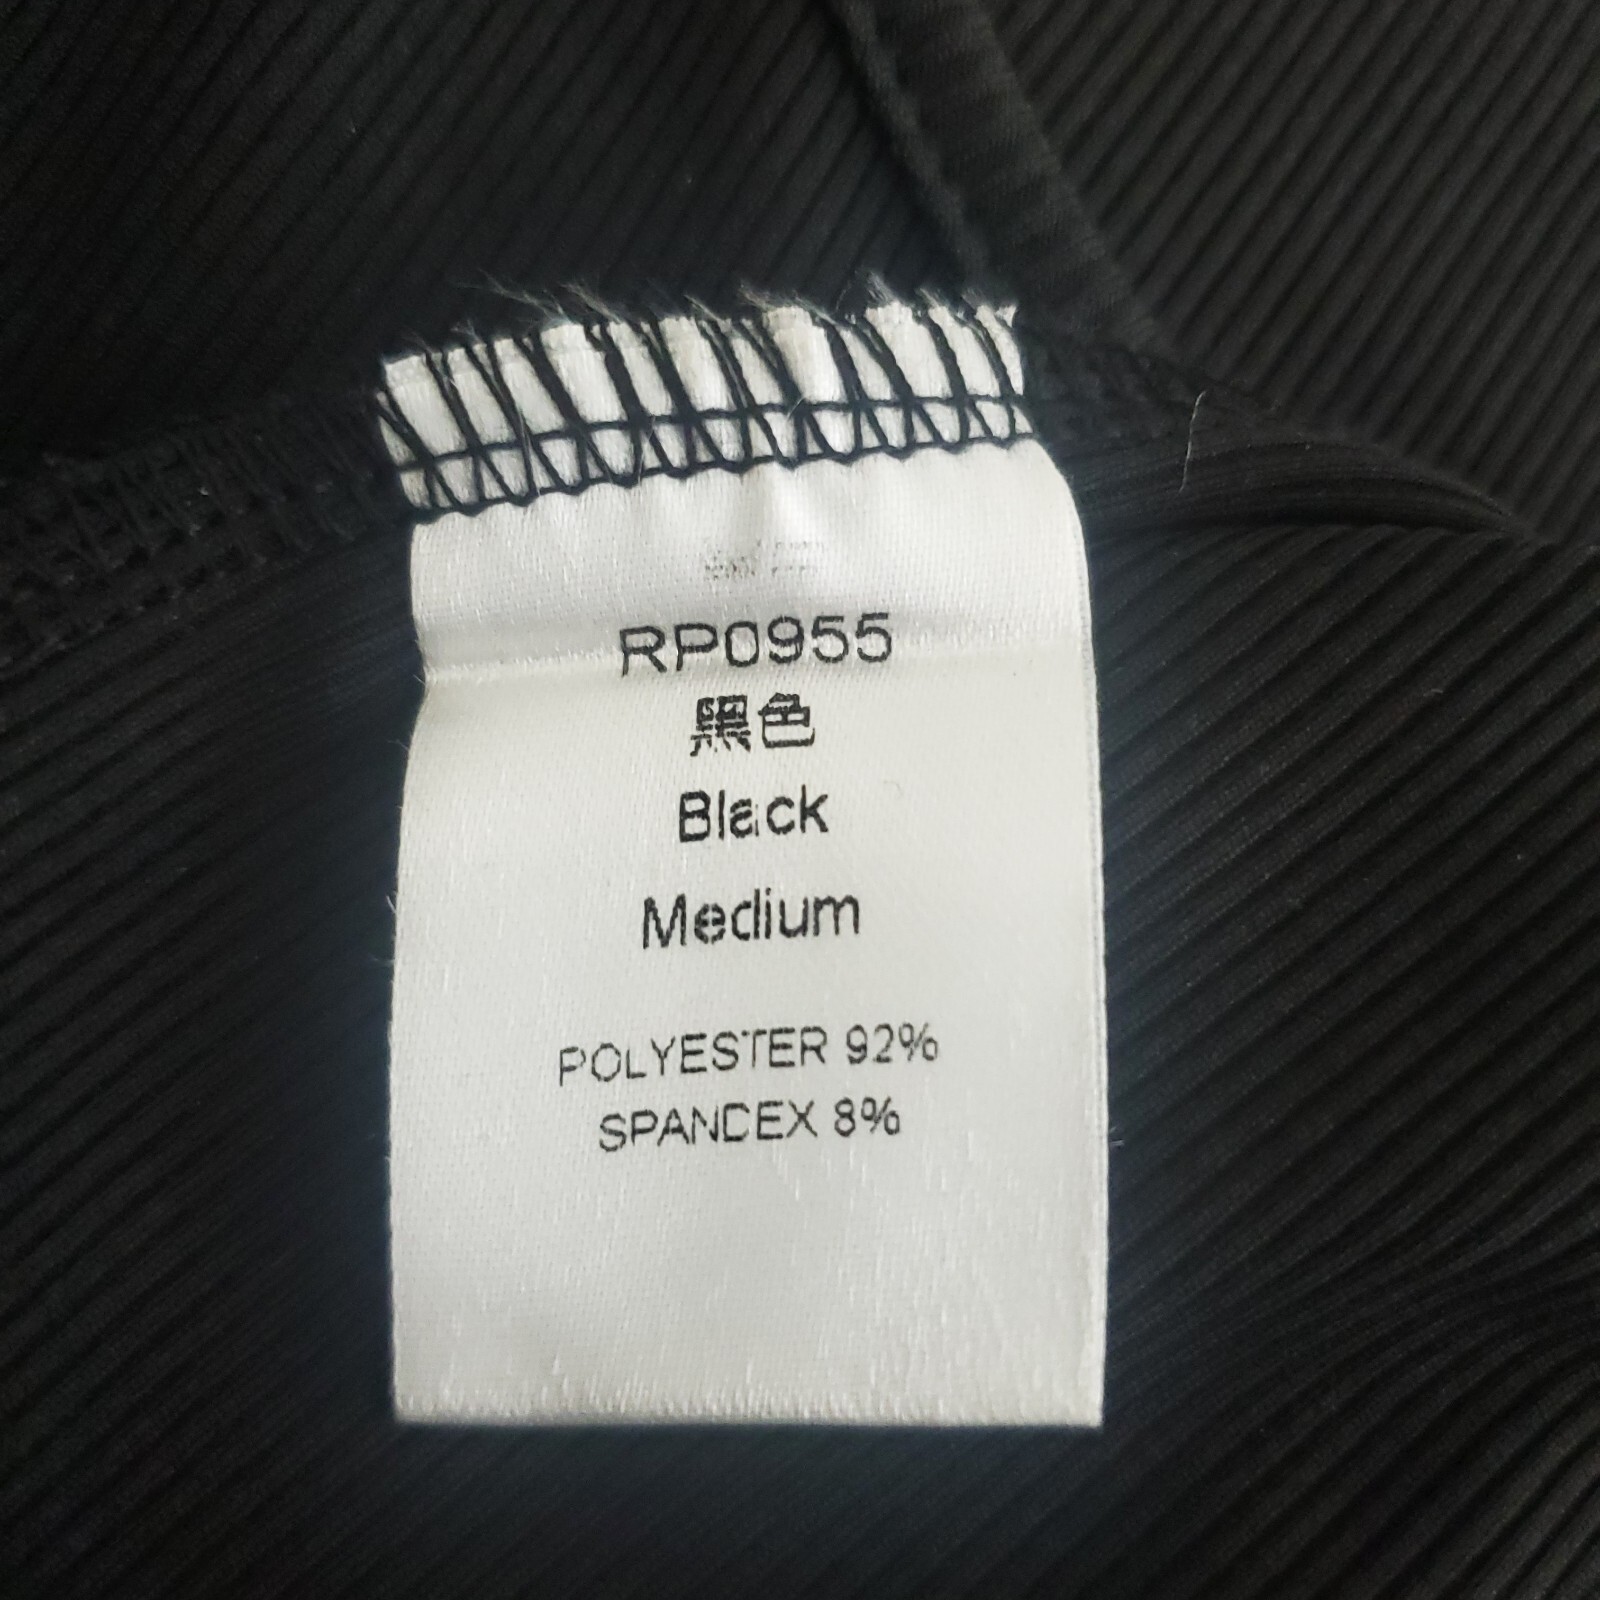 RP0955
黑色
Black
Medium
POLYESTER 92%
SPANDEX 8%